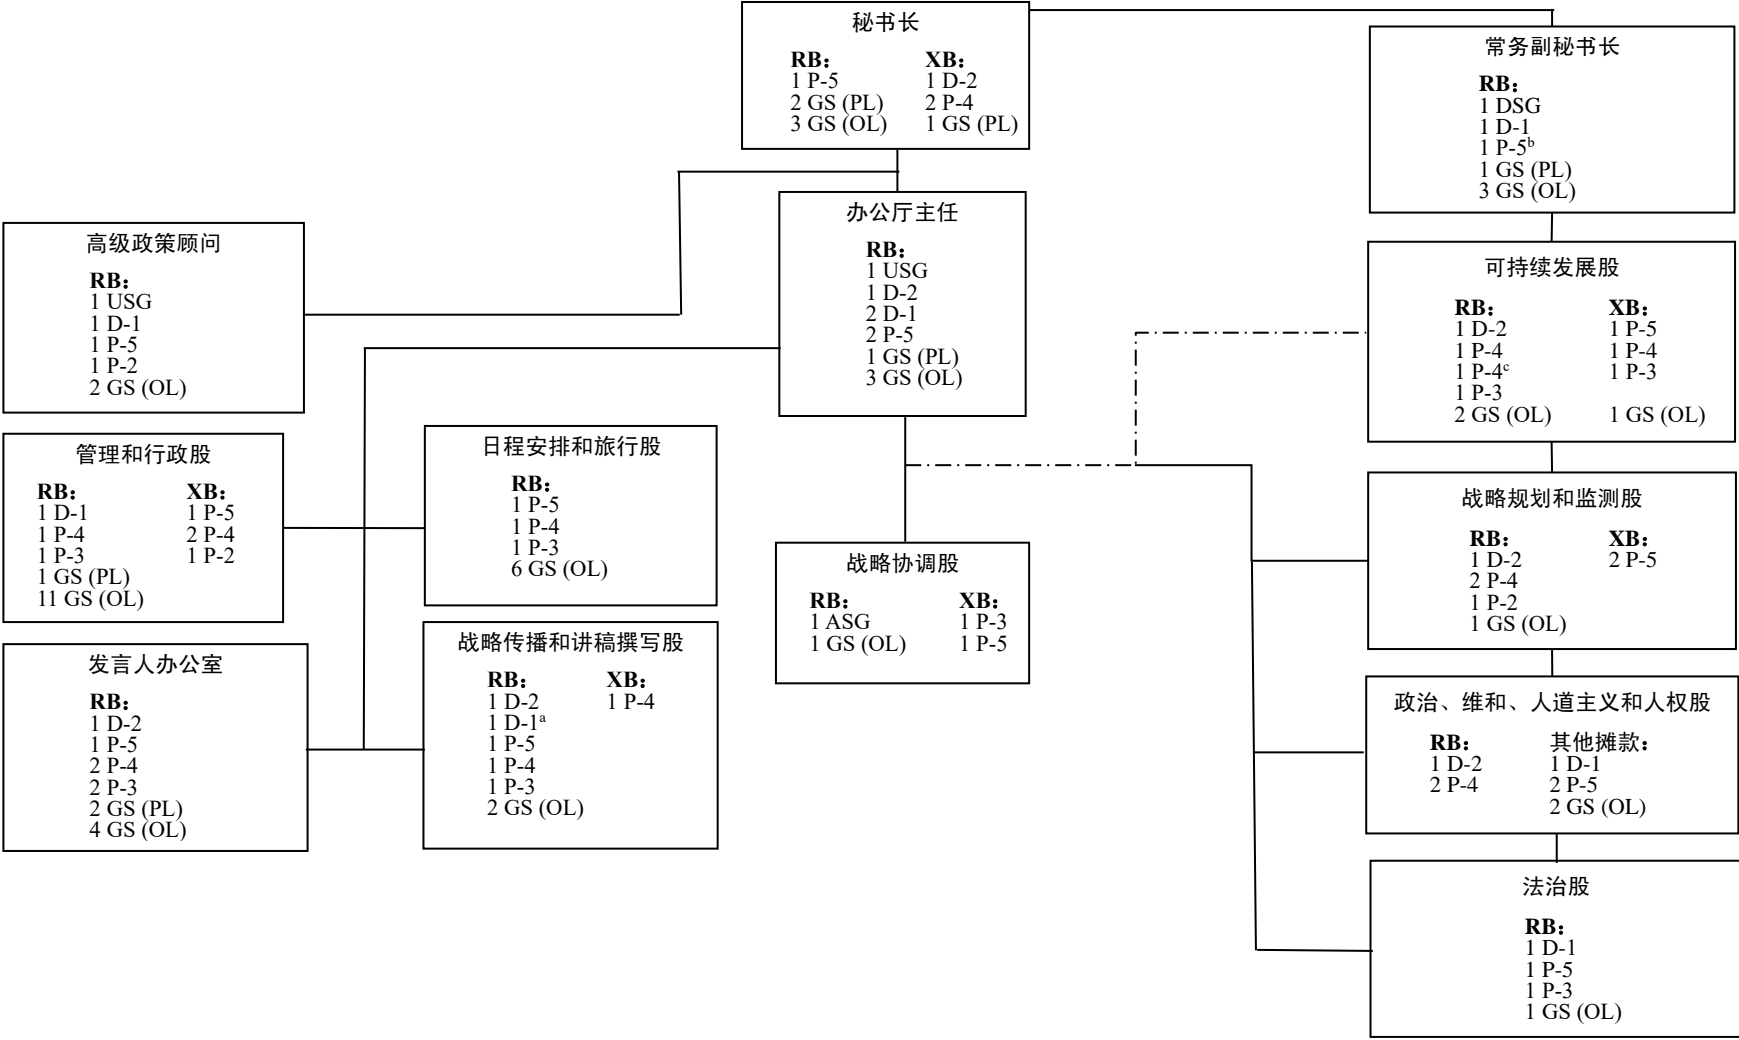 秘书长
RB： XB：
1 P-5 1 D-2
2 GS (PL) 2 P-4
3 GS (OL) 1 GS (PL)
常务副秘书长
RB：
1 DSG
1 D-1
1 P-5ᵇ
1 GS (PL)
3 GS (OL)
办公厅主任
RB：
1 USG
1 D-2
2 D-1
2 P-5
1 GS (PL)
3 GS (OL)
高级政策顾问
RB：
1 USG
1 D-1
1 P-5
1 P-2
2 GS (OL)
可持续发展股
RB： XB：
1 D-2 1 P-5
1 P-4 1 P-4
1 P-4ᶜ 1 P-3
1 P-3
2 GS (OL) 1 GS (OL)
管理和行政股
RB： XB：
1 D-1 1 P-5
1 P-4 2 P-4
1 P-3 1 P-2
1 GS (PL)
11 GS (OL)
日程安排和旅行股
RB：
1 P-5
1 P-4
1 P-3
6 GS (OL)
战略协调股
RB： XB：
1 ASG 1 P-3
1 GS (OL) 1 P-5
战略规划和监测股
RB： XB：
1 D-2 2 P-5
2 P-4
1 P-2
1 GS (OL)
发言人办公室
RB：
1 D-2
1 P-5
2 P-4
2 P-3
2 GS (PL)
4 GS (OL)
战略传播和讲稿撰写股
RB： XB：
1 D-2 1 P-4
1 D-1ᵃ
1 P-5
1 P-4
1 P-3
2 GS (OL)
政治、维和、人道主义和人权股
RB： 其他摊款：
1 D-2 1 D-1
2 P-4 2 P-5
2 GS (OL)
法治股
RB：
1 D-1
1 P-5
1 P-3
1 GS (OL)